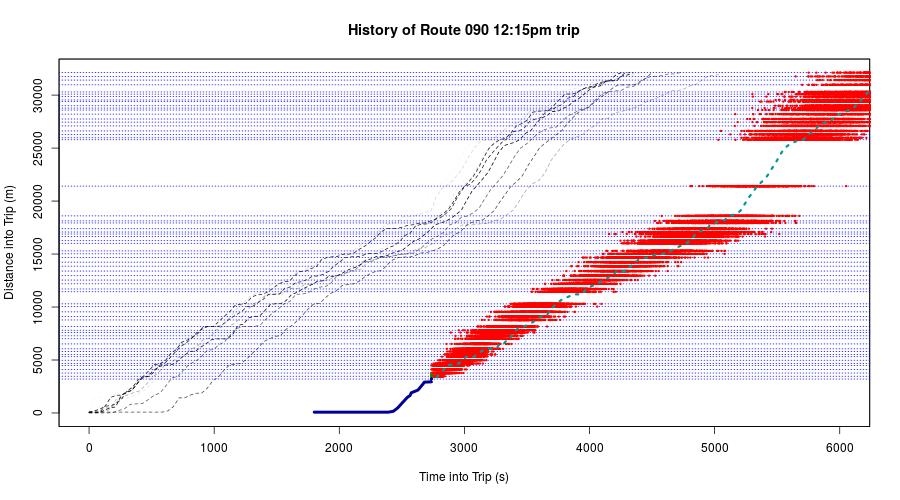 History of Route 090 12:15pm trip
Distance into Trip (m)
30000
25000
20000
15000
10000
5000
0
0 1000 2000 3000 4000 5000 6000
Time into Trip (s)